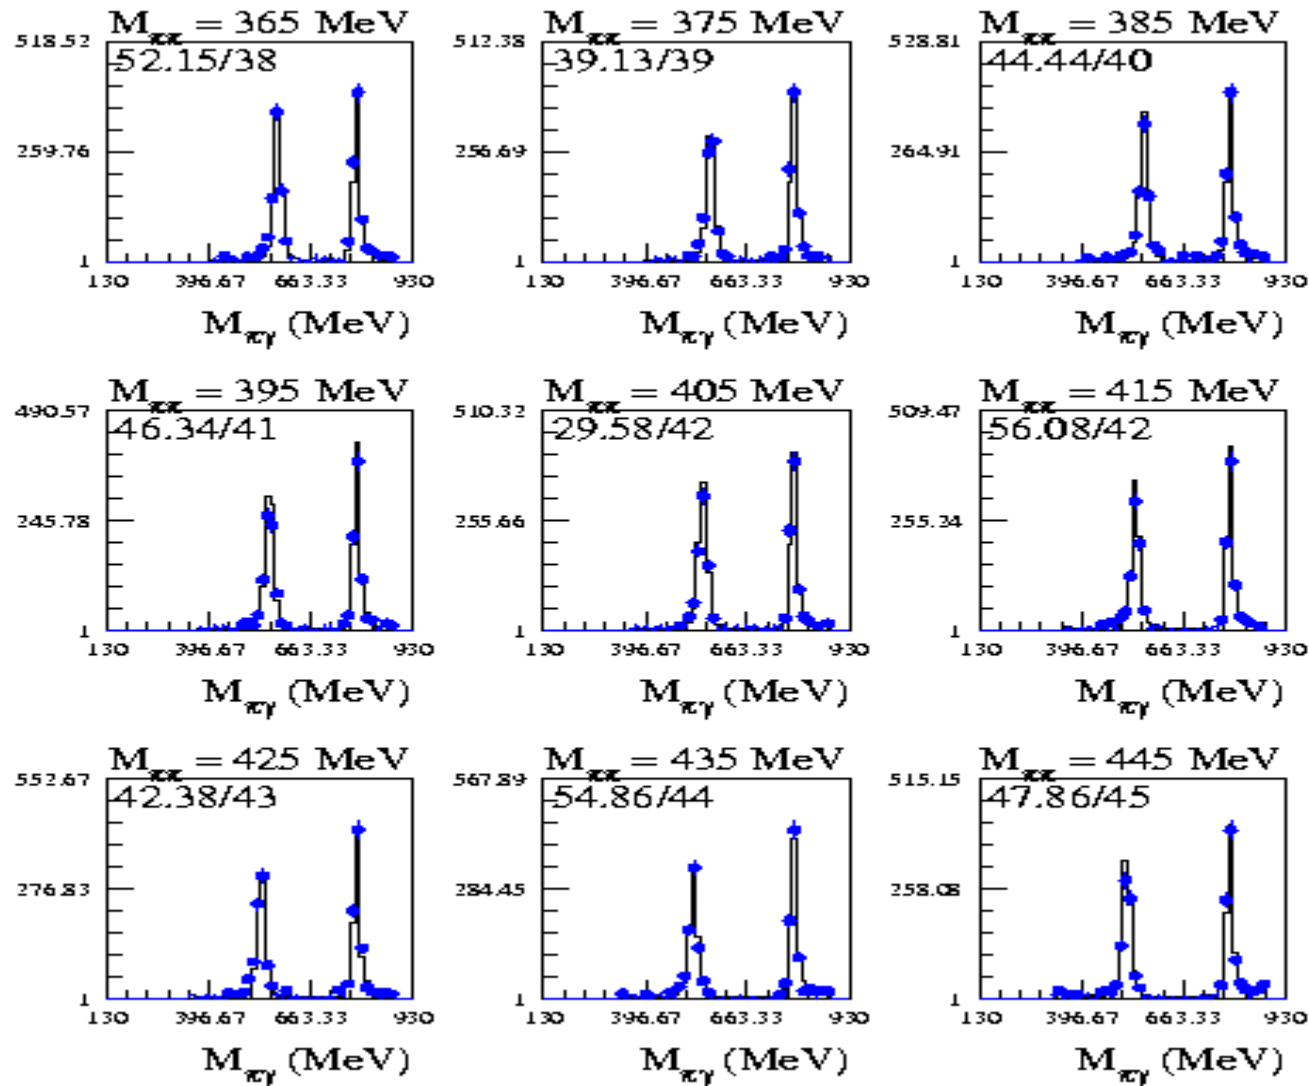 M_ππ = 365 MeV
518.52
52.15/38
259.76
1
130 396.67 663.33 930
M_πγ (MeV)
M_ππ = 375 MeV
512.38
39.13/39
256.69
1
130 396.67 663.33 930
M_πγ (MeV)
M_ππ = 385 MeV
528.81
44.44/40
264.91
1
130 396.67 663.33 930
M_πγ (MeV)
M_ππ = 395 MeV
490.57
46.34/41
245.78
1
130 396.67 663.33 930
M_πγ (MeV)
M_ππ = 405 MeV
510.32
29.58/42
255.66
1
130 396.67 663.33 930
M_πγ (MeV)
M_ππ = 415 MeV
509.47
56.08/42
255.34
1
130 396.67 663.33 930
M_πγ (MeV)
M_ππ = 425 MeV
552.67
42.38/43
276.83
1
130 396.67 663.33 930
M_πγ (MeV)
M_ππ = 435 MeV
567.89
54.86/44
284.45
1
130 396.67 663.33 930
M_πγ (MeV)
M_ππ = 445 MeV
515.15
47.86/45
258.08
1
130 396.67 663.33 930
M_πγ (MeV)